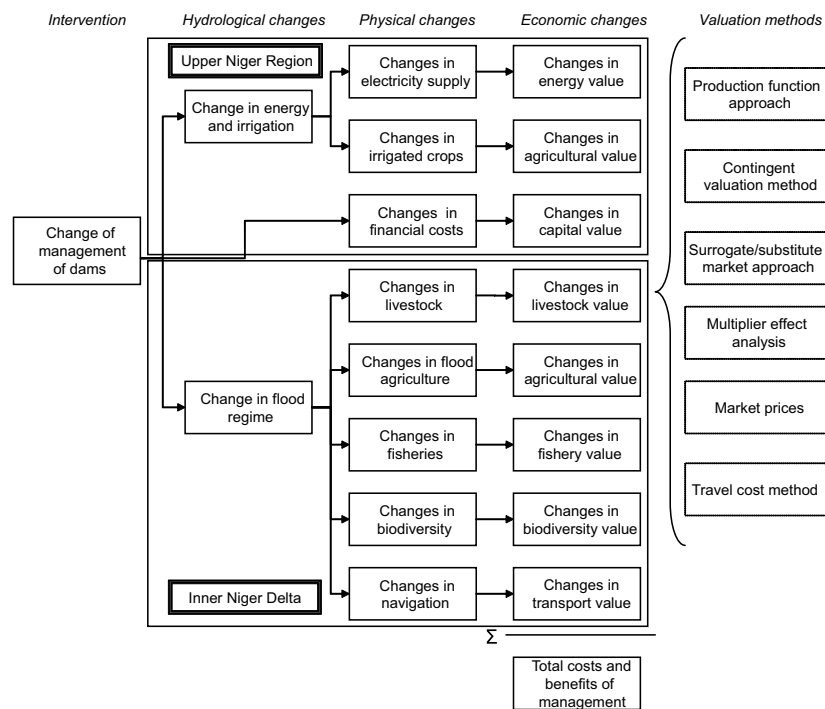 Intervention
Hydrological changes
Physical changes
Economic changes
Valuation methods
Upper Niger Region
Change in energy
and irrigation
Changes in
electricity supply
Changes in
energy value
Changes in
irrigated crops
Changes in
agricultural value
Changes in
financial costs
Changes in
capital value
Change of
management
of dams
Changes in
livestock
Changes in
livestock value
Changes in flood
agriculture
Changes in
agricultural value
Change in flood
regime
Changes in
fisheries
Changes in
fishery value
Changes in
biodiversity
Changes in
biodiversity value
Inner Niger Delta
Changes in
navigation
Changes in
transport value
Σ
Total costs and
benefits of
management
Production function
approach
Contingent
valuation method
Surrogate/substitute
market approach
Multiplier effect
analysis
Market prices
Travel cost method